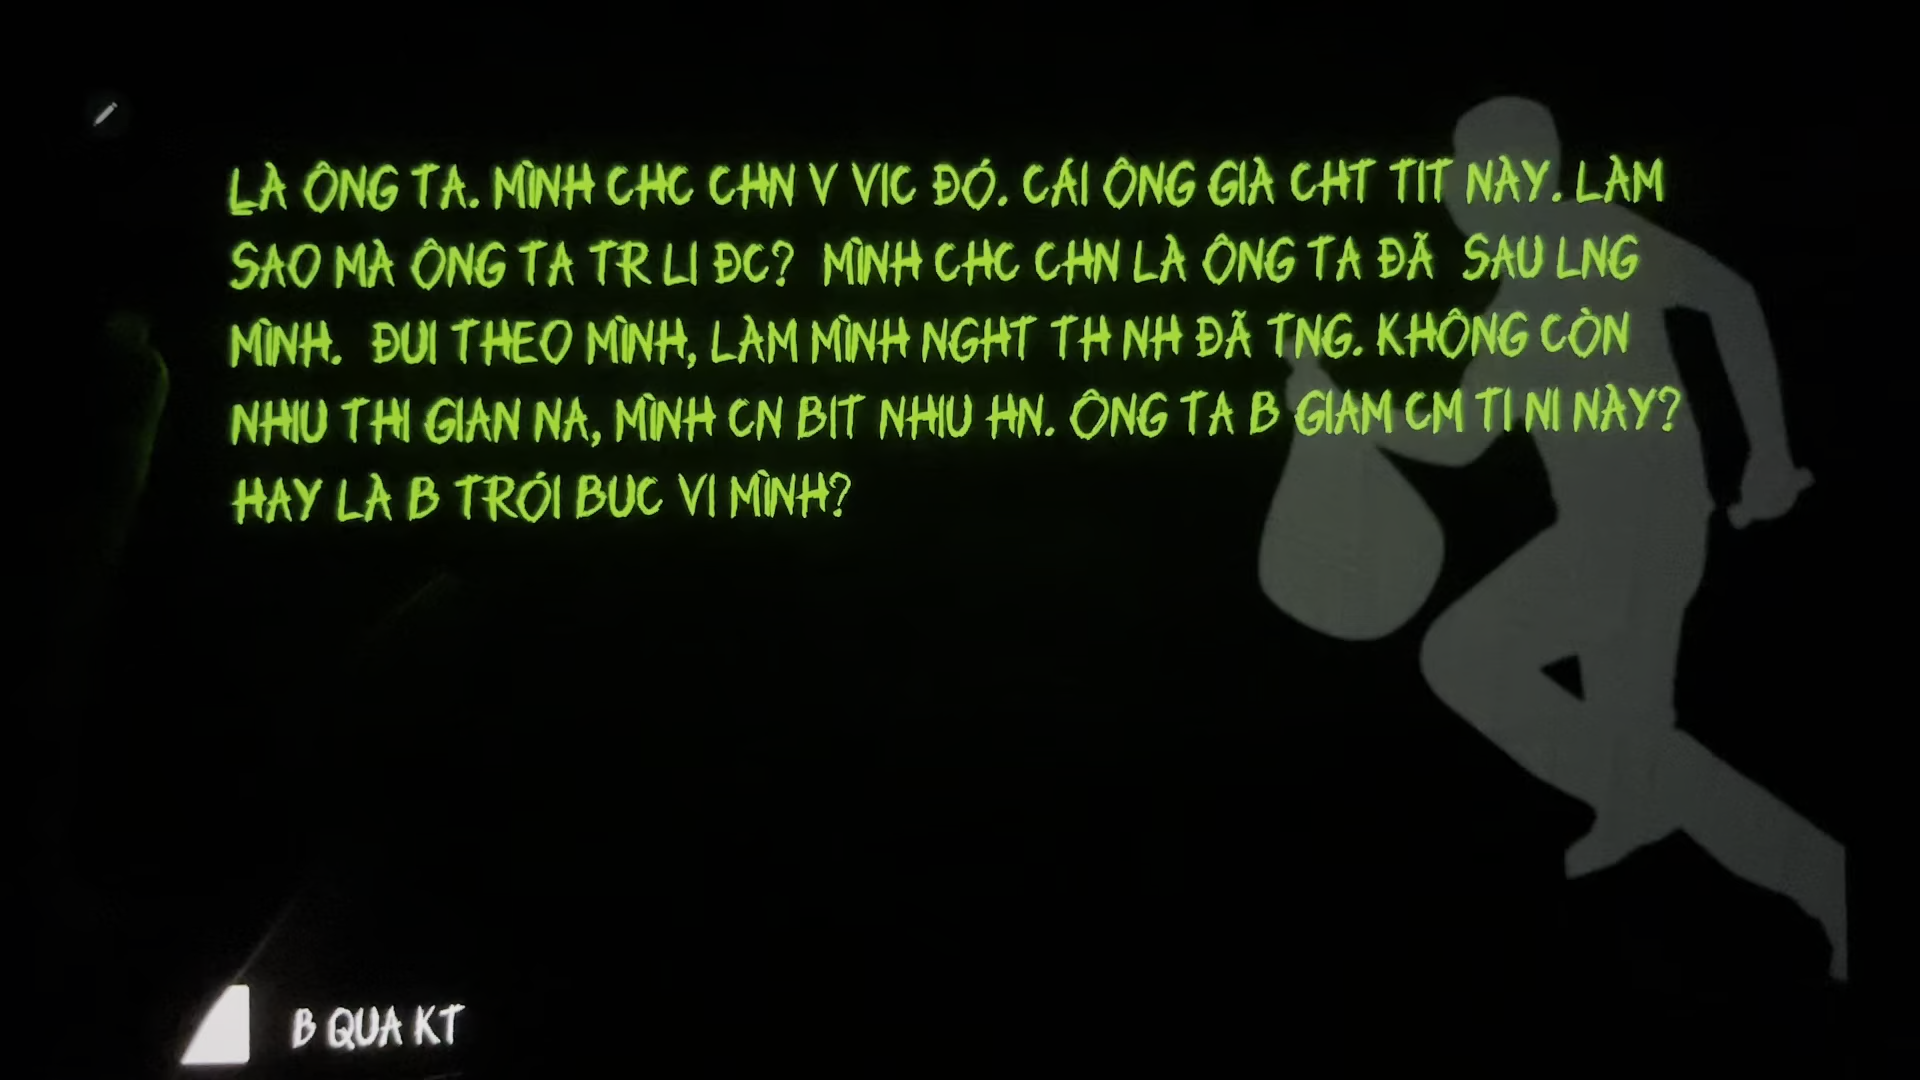 LÀ ÔNG TA. MÌNH CHC CHN V VIC ĐÓ. CÁI ÔNG GIÀ CHT TIT NÀY. LÀM
SAO MÀ ÔNG TA TR LI ĐC? MÌNH CHC CHN LÀ ÔNG TA ĐÃ SAU LNG
MÌNH. ĐUI THEO MÌNH, LÀM MÌNH NGHT TH NH ĐÃ TNG. KHÔNG CÒN
NHIU THI GIAN NA, MÌNH CN BIT NHIU HN. ÔNG TA B GIAM CM TI NI NÀY?
HAY LÀ B TRÓI BUC VI MÌNH?
B QUA KT